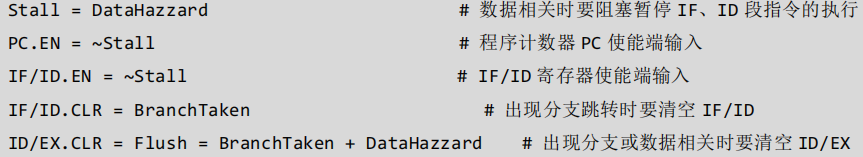 Stall = DataHazzard # 数据相关时要阻塞暂停 IF、ID 段指令的执行
PC.EN = ~Stall # 程序计数器 PC 使能端输入
IF/ID.EN = ~Stall # IF/ID 寄存器使能端输入
IF/ID.CLR = BranchTaken # 出现分支跳转时要清空 IF/ID
ID/EX.CLR = Flush = BranchTaken + DataHazzard # 出现分支或数据相关时要清空 ID/EX